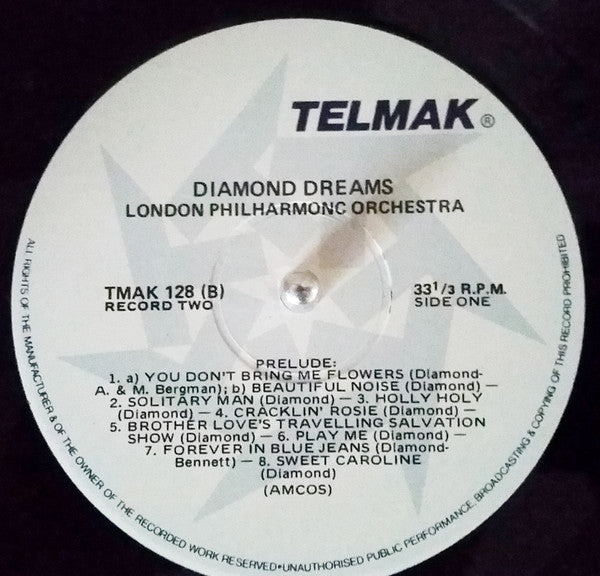 TELMAK®
DIAMOND DREAMS
LONDON PHILHARMONC ORCHESTRA
TMAK 128 (B)
RECORD TWO
33 1/3 R.P.M.
SIDE ONE
PRELUDE:
1. a) YOU DON'T BRING ME FLOWERS (Diamond-
A. & M. Bergman); b) BEAUTIFUL NOISE (Diamond) —
2. SOLITARY MAN (Diamond) — 3. HOLLY HOLY
(Diamond) — 4. CRACKLIN' ROSIE (Diamond) —
5. BROTHER LOVE'S TRAVELLING SALVATION
SHOW (Diamond) — 6. PLAY ME (Diamond) —
7. FOREVER IN BLUE JEANS (Diamond-
Bennett) — 8. SWEET CAROLINE
(Diamond)
(AMCOS)
ALL RIGHTS OF THE MANUFACTURER & OF THE OWNER OF THE RECORDED WORK RESERVED•UNAUTHORISED PUBLIC PERFORMANCE, BROADCASTING & COPYING OF THIS RECORD PROHIBITED